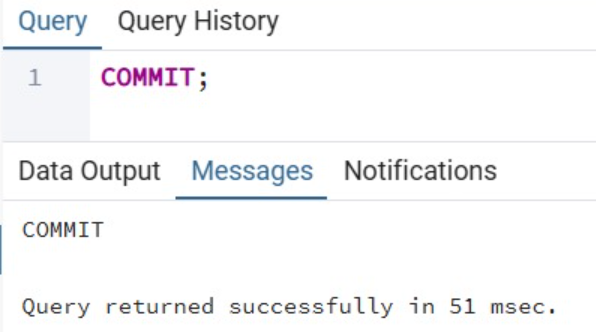 Query Query History
1 COMMIT;
Data Output Messages Notifications
COMMIT
Query returned successfully in 51 msec.